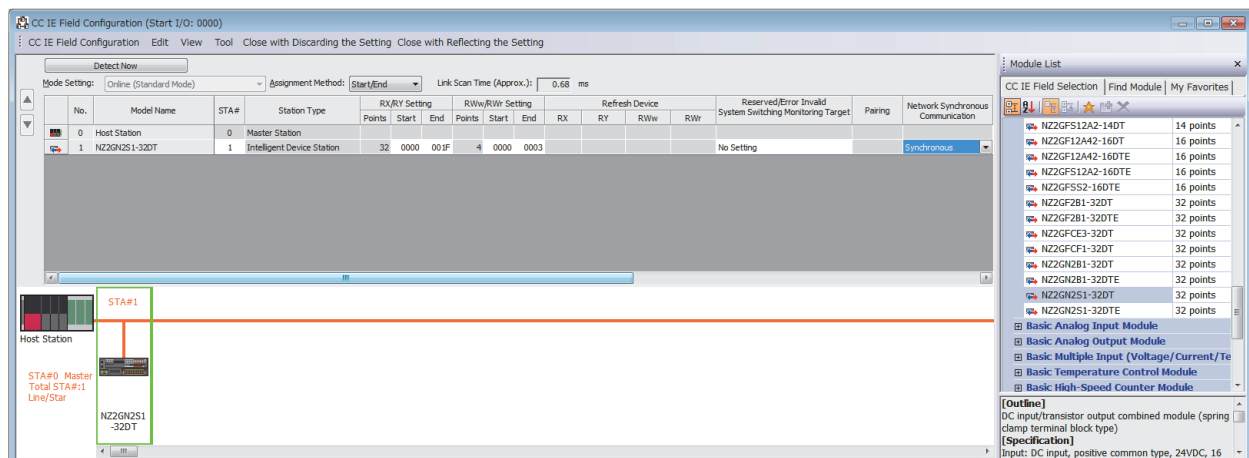 CC IE Field Configuration (Start I/O: 0000)
CC IE Field Configuration Edit View Tool Close with Discarding the Setting Close with Reflecting the Setting
Detect Now
Mode Setting: Online (Standard Mode) Assignment Method: Start/End Link Scan Time (Approx.): 0.68 ms
No. Model Name STA# Station Type RX/RY Setting RWw/RWr Setting Refresh Device Reserved/Error Invalid System Switching Monitoring Target Pairing Network Synchronous Communication
Points Start End Points Start End RX RY RWw RWr
0 Host Station 0 Master Station
1 NZ2GN2S1-32DT 1 Intelligent Device Station 32 0000 001F 4 0000 0003 No Setting Synchronous
STA#1
Host Station
STA#0 Master
Total STA#:1
Line/Star
NZ2GN2S1
-32DT
Module List
CC IE Field Selection Find Module My Favorites
NZ2GFS12A2-14DT 14 points
NZ2GF12A42-16DT 16 points
NZ2GF12A42-16DTE 16 points
NZ2GFS12A2-16DTE 16 points
NZ2GFSS2-16DTE 16 points
NZ2GF2B1-32DT 32 points
NZ2GF2B1-32DTE 32 points
NZ2GFCE3-32DT 32 points
NZ2GFCF1-32DT 32 points
NZ2GN2B1-32DT 32 points
NZ2GN2B1-32DTE 32 points
NZ2GN2S1-32DT 32 points
NZ2GN2S1-32DTE 32 points
Basic Analog Input Module
Basic Analog Output Module
Basic Multiple Input (Voltage/Current/Te
Basic Temperature Control Module
Basic High-Speed Counter Module
[Outline]
DC input/transistor output combined module (spring
clamp terminal block type)
[Specification]
Input: DC input, positive common type, 24VDC, 16